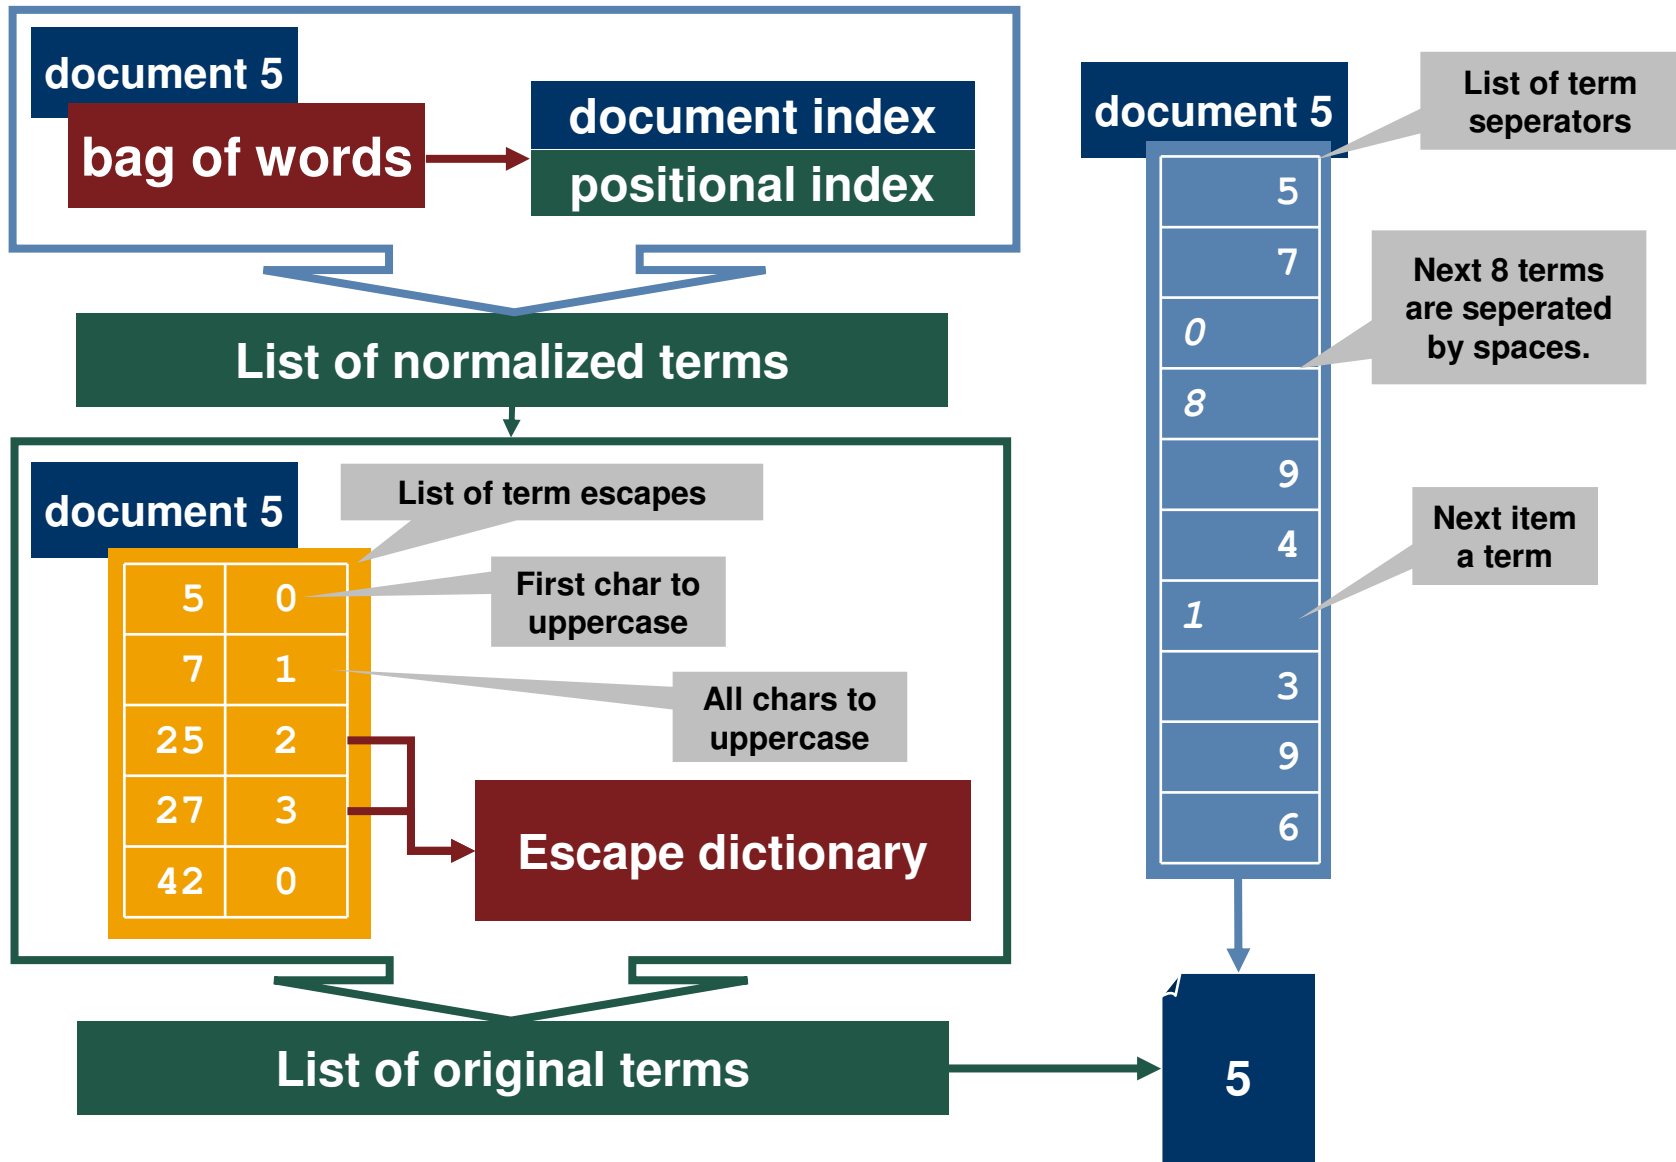 document 5
bag of words
document index
positional index
List of normalized terms
document 5
List of term escapes
5 0
7 1
25 2
27 3
42 0
First char to
uppercase
All chars to
uppercase
Escape dictionary
List of original terms
document 5
List of term
seperators
5
7
0
8
9
4
1
3
9
6
Next 8 terms
are seperated
by spaces.
Next item
a term
5